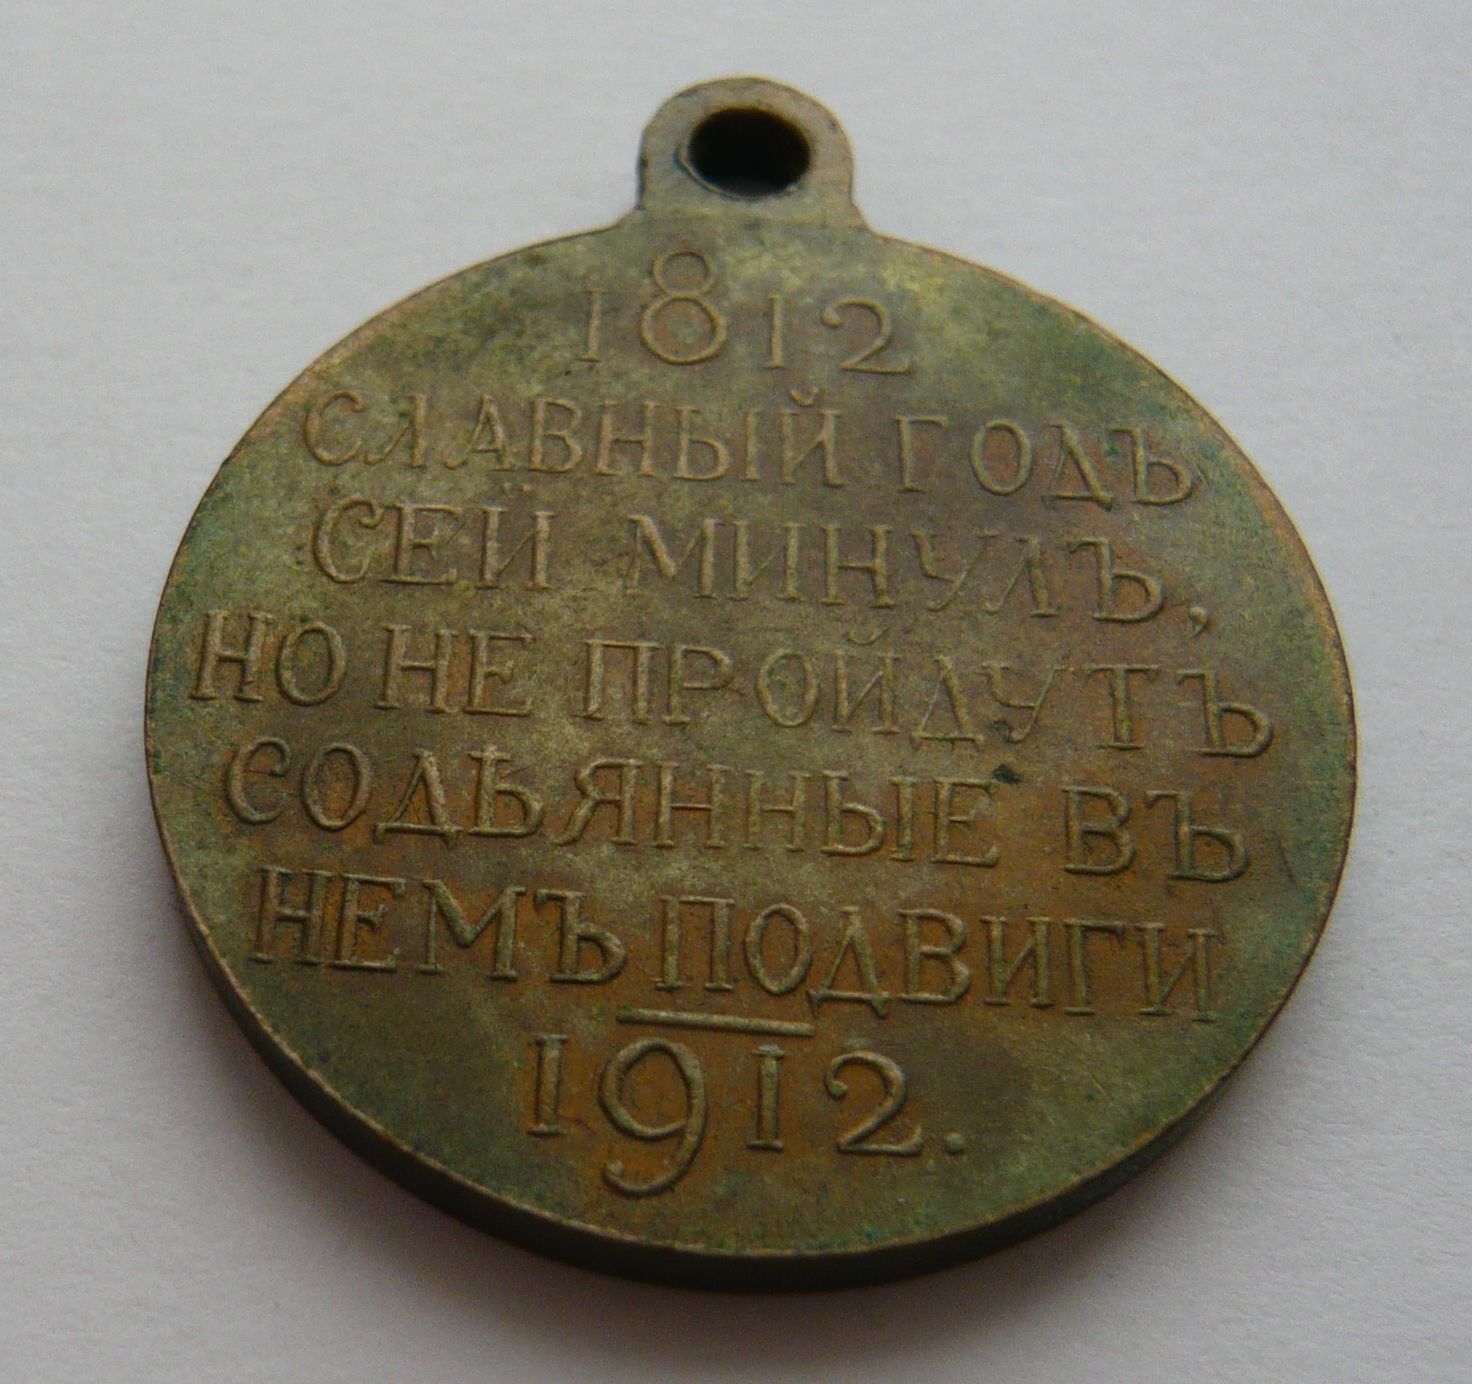 1812
СЛАВНЫЙ ГОДЪ
СЕЙ МИНУЛЪ,
НО НЕ ПРОЙДУТЪ
СОДѢЯННЫЕ ВЪ
НЕМЪ ПОДВИГИ
1912.